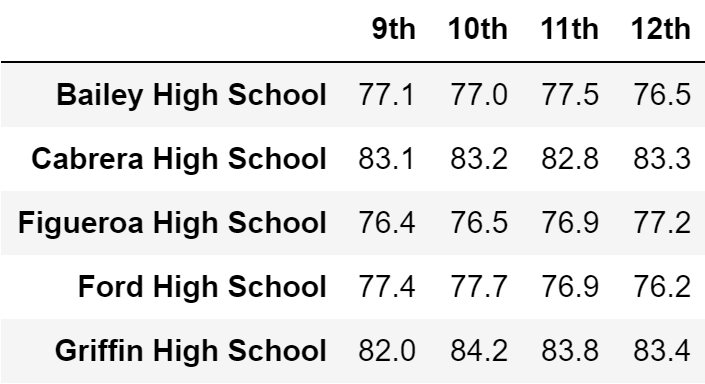 9th 10th 11th 12th
Bailey High School 77.1 77.0 77.5 76.5
Cabrera High School 83.1 83.2 82.8 83.3
Figueroa High School 76.4 76.5 76.9 77.2
Ford High School 77.4 77.7 76.9 76.2
Griffin High School 82.0 84.2 83.8 83.4